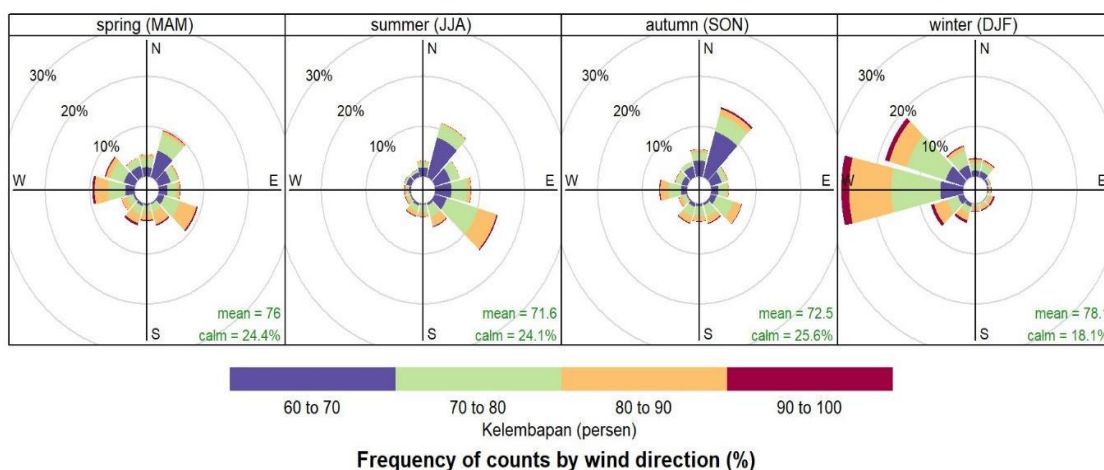 spring (MAM)
N
30%
20%
10%
W
E
S
mean = 76
calm = 24.4%
summer (JJA)
N
30%
20%
10%
W
E
S
mean = 71.6
calm = 24.1%
autumn (SON)
N
30%
20%
10%
W
E
S
mean = 72.5
calm = 25.6%
winter (DJF)
N
30%
20%
10%
W
E
S
mean = 78.1
calm = 18.1%
60 to 70 70 to 80 80 to 90 90 to 100
Kelembapan (persen)
Frequency of counts by wind direction (%)